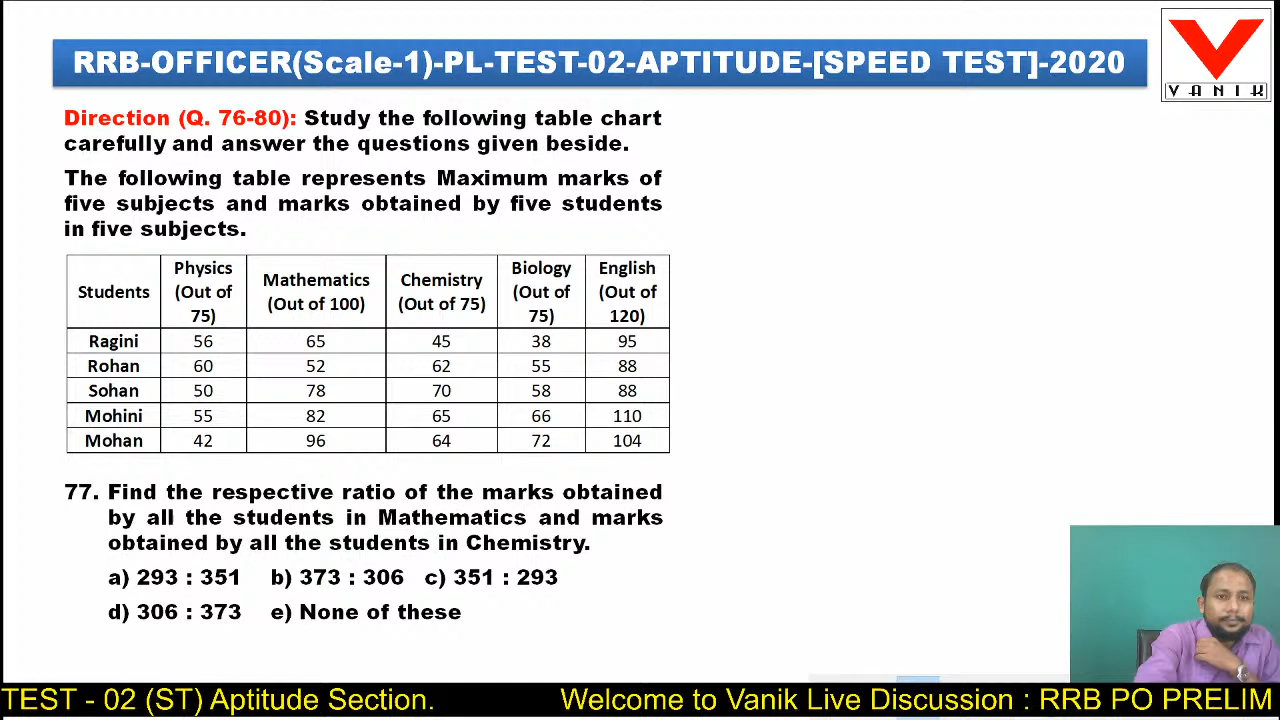 RRB-OFFICER(Scale-1)-PL-TEST-02-APTITUDE-[SPEED TEST]-2020
VANIK
Direction (Q. 76-80): Study the following table chart
carefully and answer the questions given beside.
The following table represents Maximum marks of
five subjects and marks obtained by five students
in five subjects.
Students Physics (Out of 75) Mathematics (Out of 100) Chemistry (Out of 75) Biology (Out of 75) English (Out of 120)
Ragini 56 65 45 38 95
Rohan 60 52 62 55 88
Sohan 50 78 70 58 88
Mohini 55 82 65 66 110
Mohan 42 96 64 72 104
77. Find the respective ratio of the marks obtained
by all the students in Mathematics and marks
obtained by all the students in Chemistry.
a) 293 : 351 b) 373 : 306 c) 351 : 293
d) 306 : 373 e) None of these
TEST - 02 (ST) Aptitude Section. Welcome to Vanik Live Discussion : RRB PO PRELIM